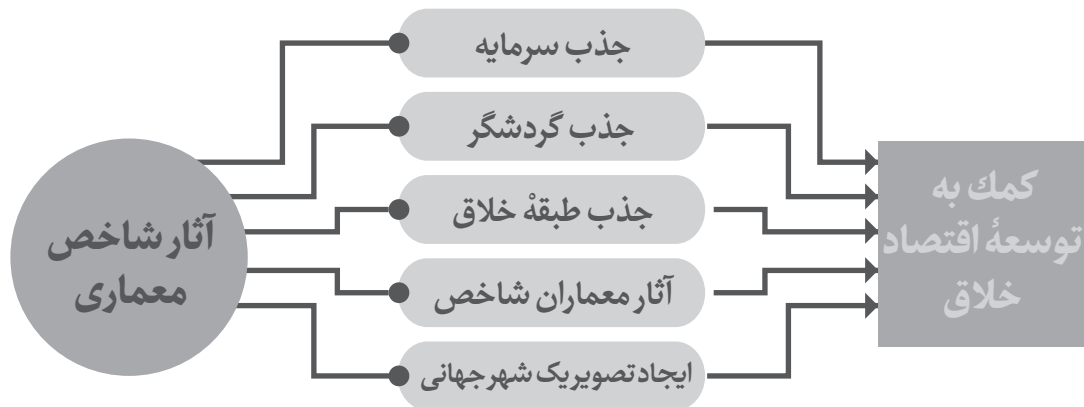 جذب سرمایه
جذب گردشگر
جذب طبقهٔ خلاق
آثار معماران شاخص
ایجاد تصویر یک شهر جهانی
آثار شاخص
معماری
كمك به
توسعهٔ اقتصاد
خلاق